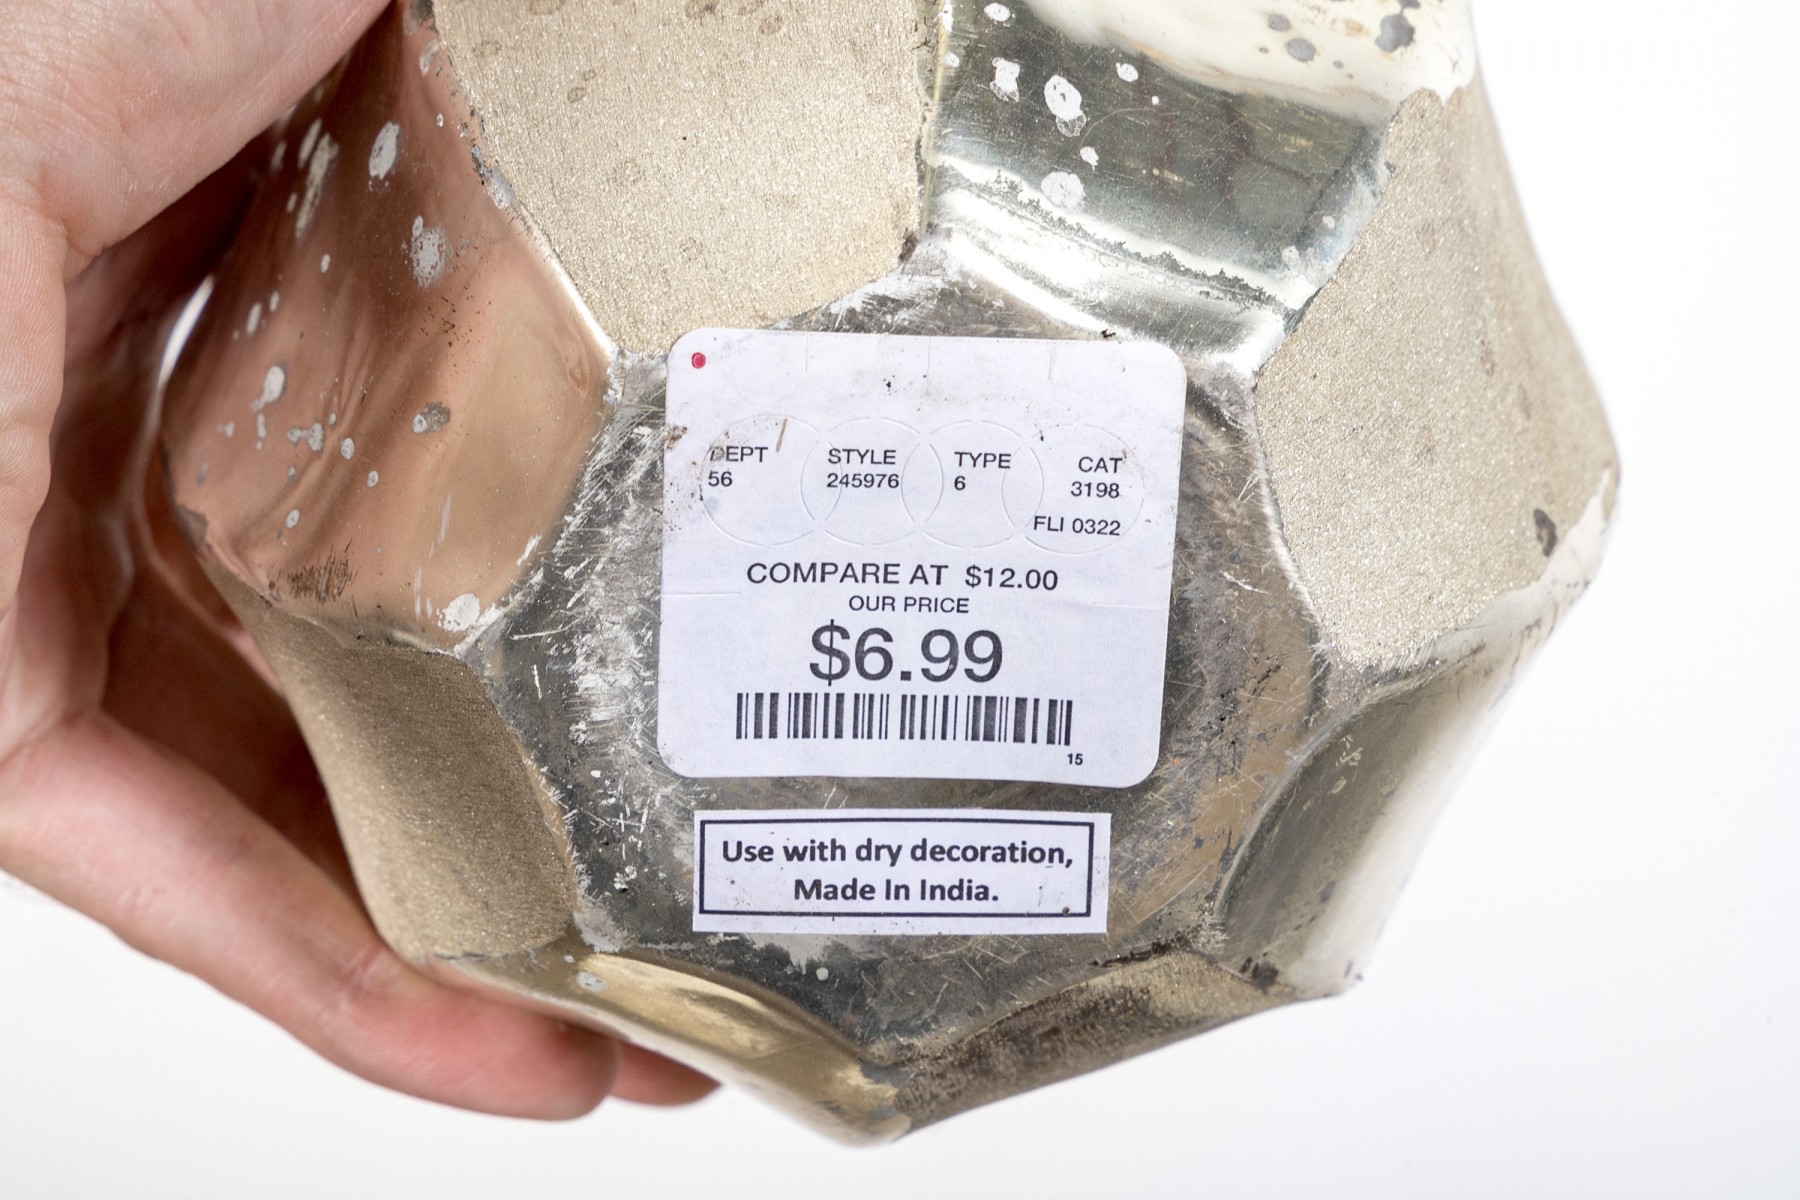 DEPT STYLE TYPE CAT
56 245976 6 3198
FLI 0322
COMPARE AT $12.00
OUR PRICE
$6.99
15
Use with dry decoration,
Made In India.